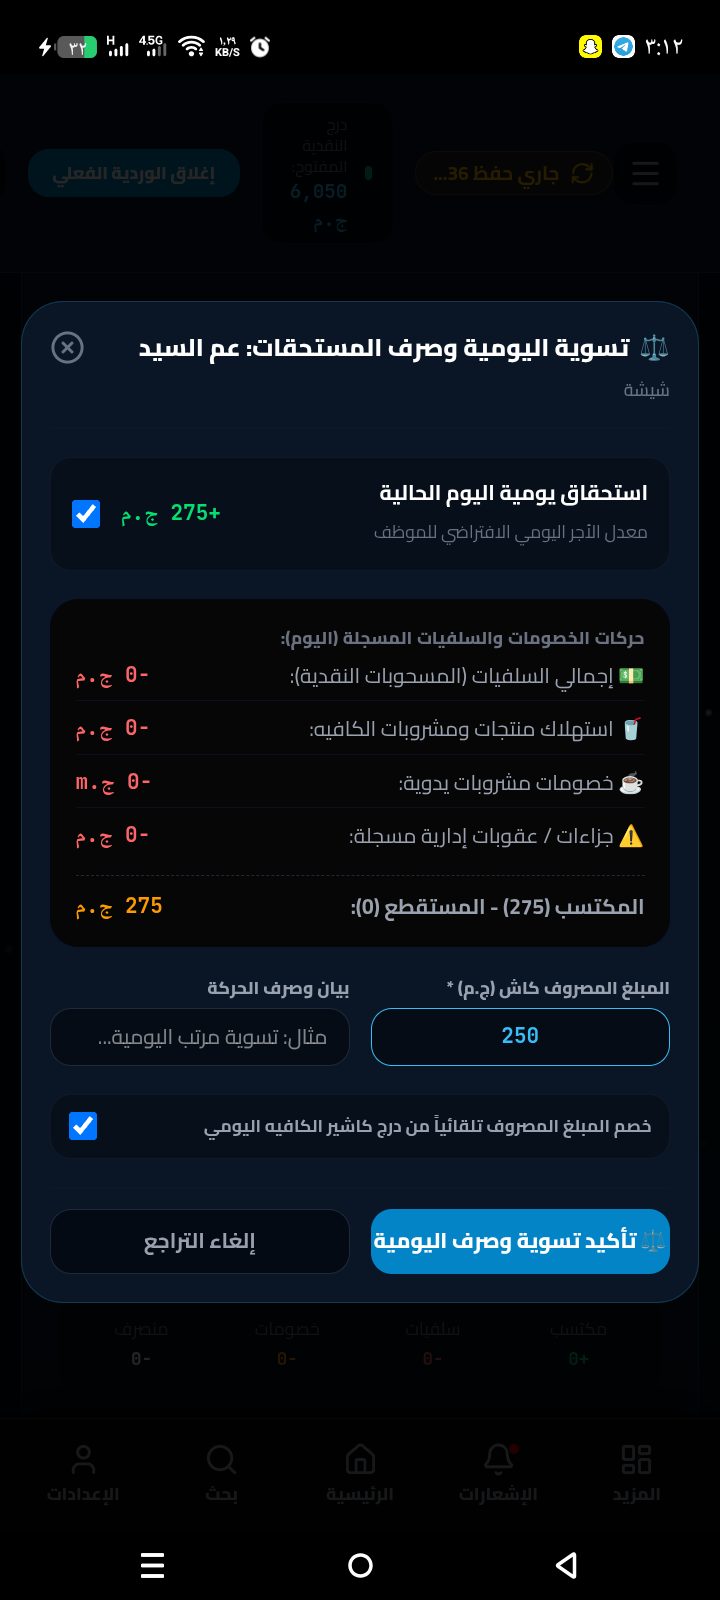 ٣:١٢
١,٢٩ KB/S
4.5G
H
٣٢
جاري حفظ 36...
درج النقدية المفتوح:
6,050 ج.م
إغلاق الوردية الفعلي
⚖️ تسوية اليومية وصرف المستحقات: عم السيد
شيشة
استحقاق يومية اليوم الحالية
معدل الأجر اليومي الافتراضي للموظف
+275 ج.م
حركات الخصومات والسلفيات المسجلة (اليوم):
💵 إجمالي السلفيات (المسحوبات النقدية): -0 ج.م
🥤 استهلاك منتجات ومشروبات الكافيه: -0 ج.م
☕ خصومات مشروبات يدوية: -0 ج.m
⚠️ جزاءات / عقوبات إدارية مسجلة: -0 ج.م
المكتسب (275) - المستقطع (0): 275 ج.م
المبلغ المصروف كاش (ج.م) *
250
بيان وصرف الحركة
مثال: تسوية مرتب اليومية...
خصم المبلغ المصروف تلقائياً من درج كاشير الكافيه اليومي
⚖️ تأكيد تسوية وصرف اليومية
إلغاء التراجع
مكتسب سلفيات خصومات منصرف
+0 -0 -0 -0
المزيد الإشعارات الرئيسية بحث الإعدادات